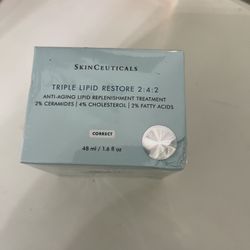 SKINCEUTICALS
TRIPLE LIPID RESTORE 2:4:2
ANTI-AGING LIPID REPLENISHMENT TREATMENT
2% CERAMIDES | 4% CHOLESTEROL | 2% FATTY ACIDS
CORRECT
48 ml / 1.6 fl oz